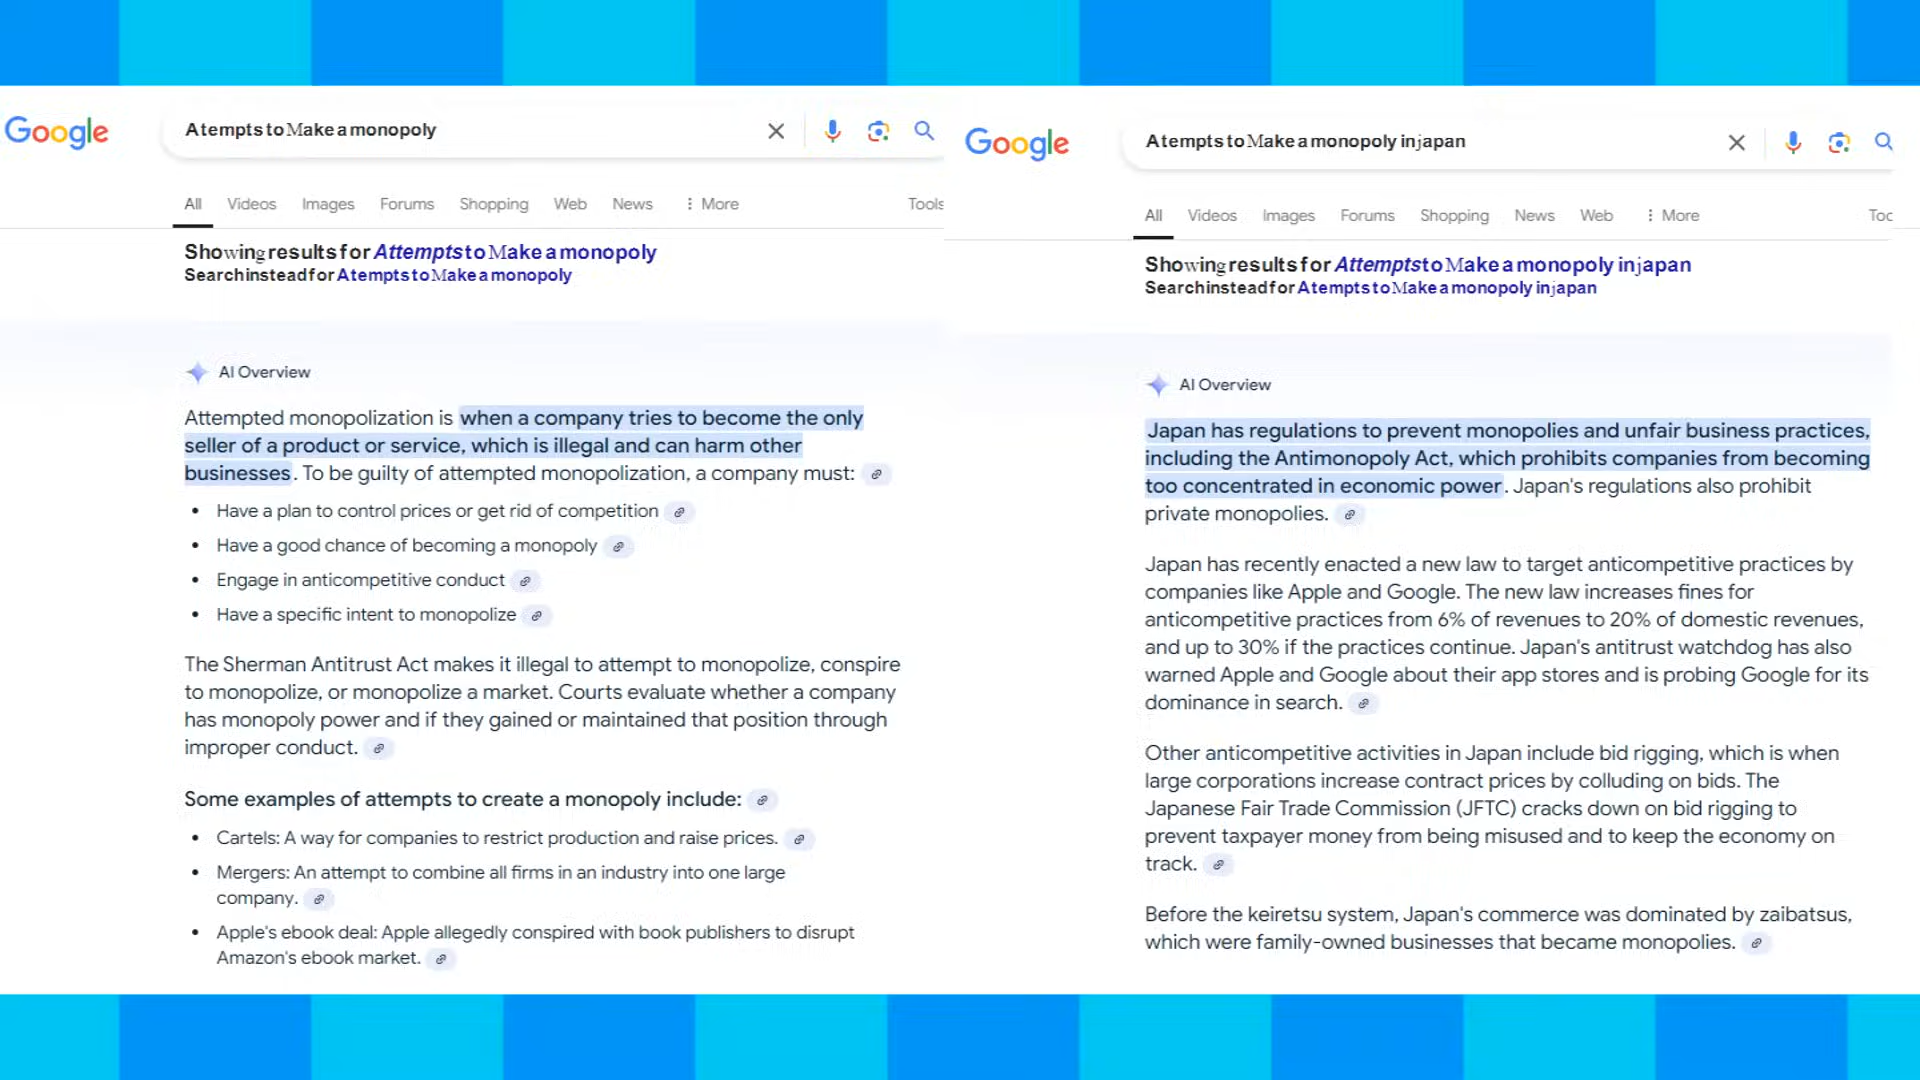 Google
Atempts to Make a monopoly
All Videos Images Forums Shopping Web News More Tools
Showing results for Attempts to Make a monopoly
Search instead for Atempts to Make a monopoly
AI Overview
Attempted monopolization is when a company tries to become the only
seller of a product or service, which is illegal and can harm other
businesses. To be guilty of attempted monopolization, a company must:
• Have a plan to control prices or get rid of competition
• Have a good chance of becoming a monopoly
• Engage in anticompetitive conduct
• Have a specific intent to monopolize
The Sherman Antitrust Act makes it illegal to attempt to monopolize, conspire
to monopolize, or monopolize a market. Courts evaluate whether a company
has monopoly power and if they gained or maintained that position through
improper conduct.
Some examples of attempts to create a monopoly include:
• Cartels: A way for companies to restrict production and raise prices.
• Mergers: An attempt to combine all firms in an industry into one large
company.
• Apple's ebook deal: Apple allegedly conspired with book publishers to disrupt
Amazon's ebook market.
Google
Atempts to Make a monopoly in japan
All Videos Images Forums Shopping News Web More Too
Showing results for Attempts to Make a monopoly in japan
Search instead for Atempts to Make a monopoly in japan
AI Overview
Japan has regulations to prevent monopolies and unfair business practices,
including the Antimonopoly Act, which prohibits companies from becoming
too concentrated in economic power. Japan's regulations also prohibit
private monopolies.
Japan has recently enacted a new law to target anticompetitive practices by
companies like Apple and Google. The new law increases fines for
anticompetitive practices from 6% of revenues to 20% of domestic revenues,
and up to 30% if the practices continue. Japan's antitrust watchdog has also
warned Apple and Google about their app stores and is probing Google for its
dominance in search.
Other anticompetitive activities in Japan include bid rigging, which is when
large corporations increase contract prices by colluding on bids. The
Japanese Fair Trade Commission (JFTC) cracks down on bid rigging to
prevent taxpayer money from being misused and to keep the economy on
track.
Before the keiretsu system, Japan's commerce was dominated by zaibatsus,
which were family-owned businesses that became monopolies.